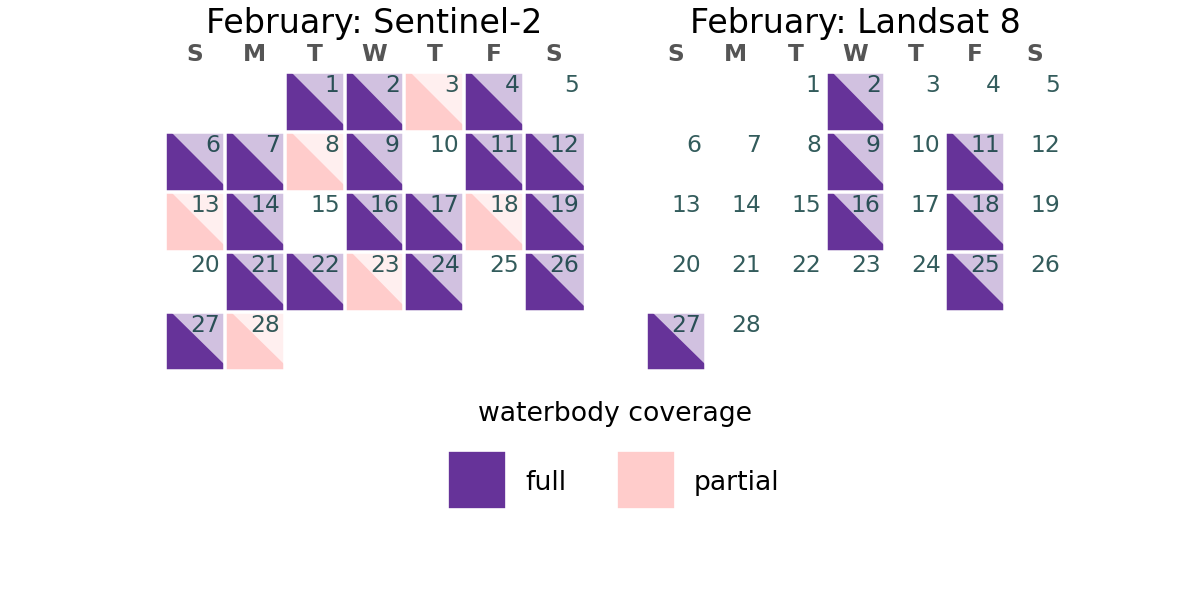 February: Sentinel-2
S M T W T F S
1 2 3 4 5
6 7 8 9 10 11 12
13 14 15 16 17 18 19
20 21 22 23 24 25 26
27 28
February: Landsat 8
S M T W T F S
1 2 3 4 5
6 7 8 9 10 11 12
13 14 15 16 17 18 19
20 21 22 23 24 25 26
27 28
waterbody coverage
full partial